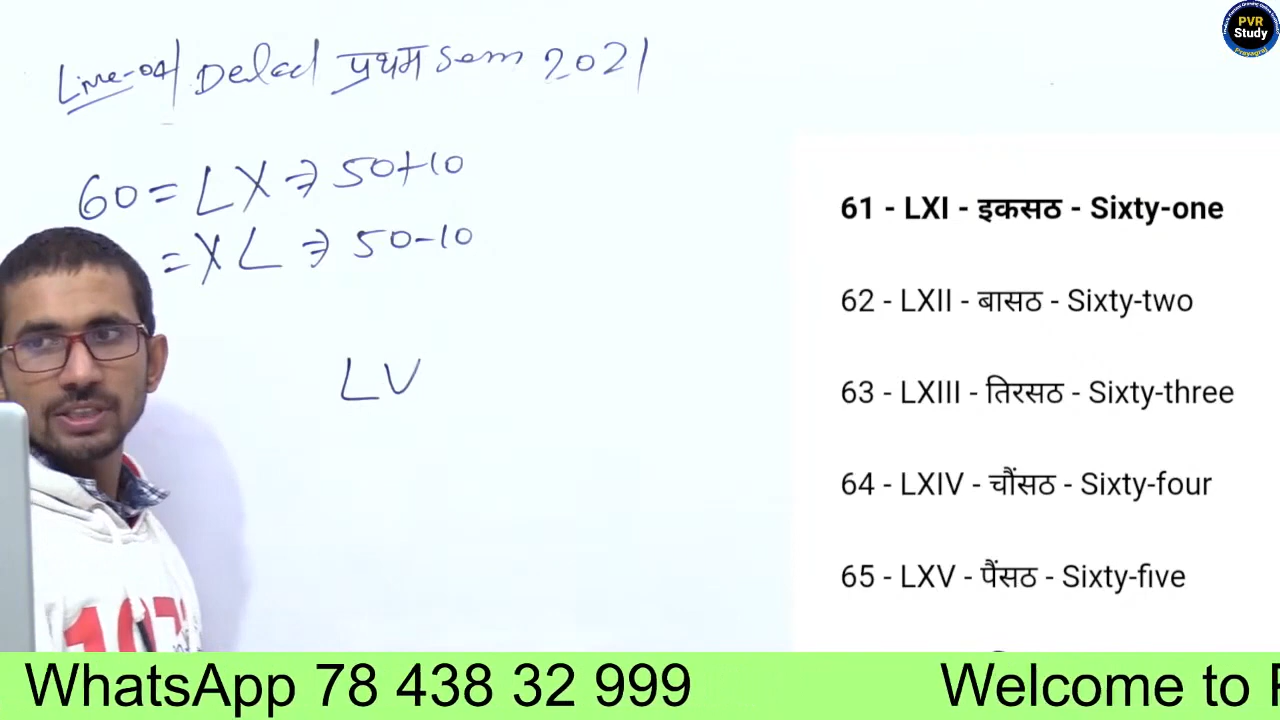 Live-04 Deled प्रथम Sem 2021
60 = LX ⇒ 50+10
= XL ⇒ 50-10
LV
PVR
Study
Prayagraj
61 - LXI - इकसठ - Sixty-one
62 - LXII - बासठ - Sixty-two
63 - LXIII - तिरसठ - Sixty-three
64 - LXIV - चौंसठ - Sixty-four
65 - LXV - पैंसठ - Sixty-five
WhatsApp 78 438 32 999
Welcome to